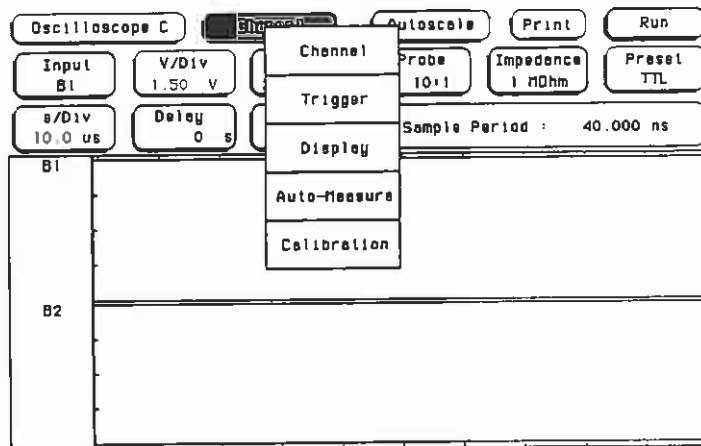 Oscilloscope C
Channel
Autoscale
Print
Run
Input
B1
V/Div
1.50 V
Probe
10:1
Impedance
1 MOhm
Preset
TTL
s/Div
10.0 us
Delay
0 s
Sample Period : 40.000 ns
Channel
Trigger
Display
Auto-Measure
Calibration
B1
B2